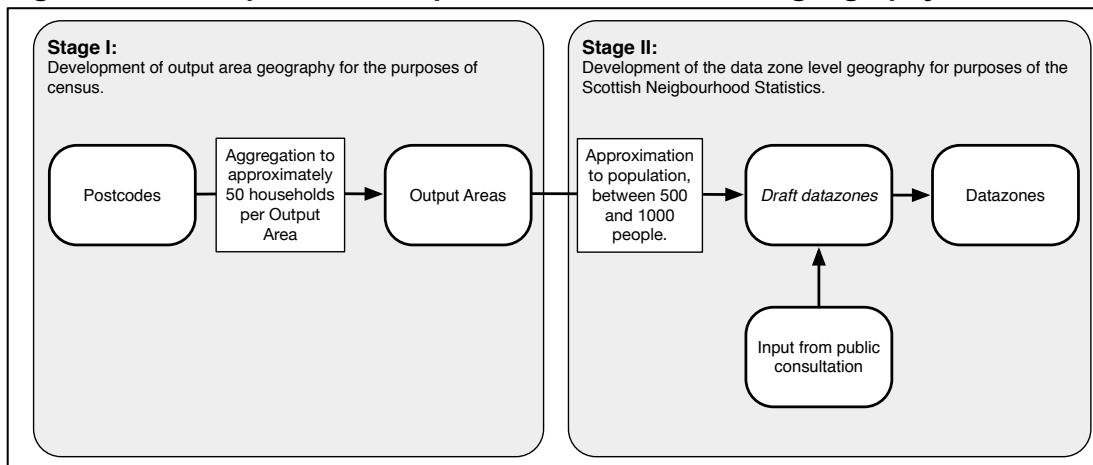 Stage I:
Development of output area geography for the purposes of
census.
Postcodes
Aggregation to
approximately
50 households
per Output
Area
Output Areas
Stage II:
Development of the data zone level geography for purposes of the
Scottish Neigbourhood Statistics.
Approximation
to population,
between 500
and 1000
people.
Draft datazones
Datazones
Input from public
consultation